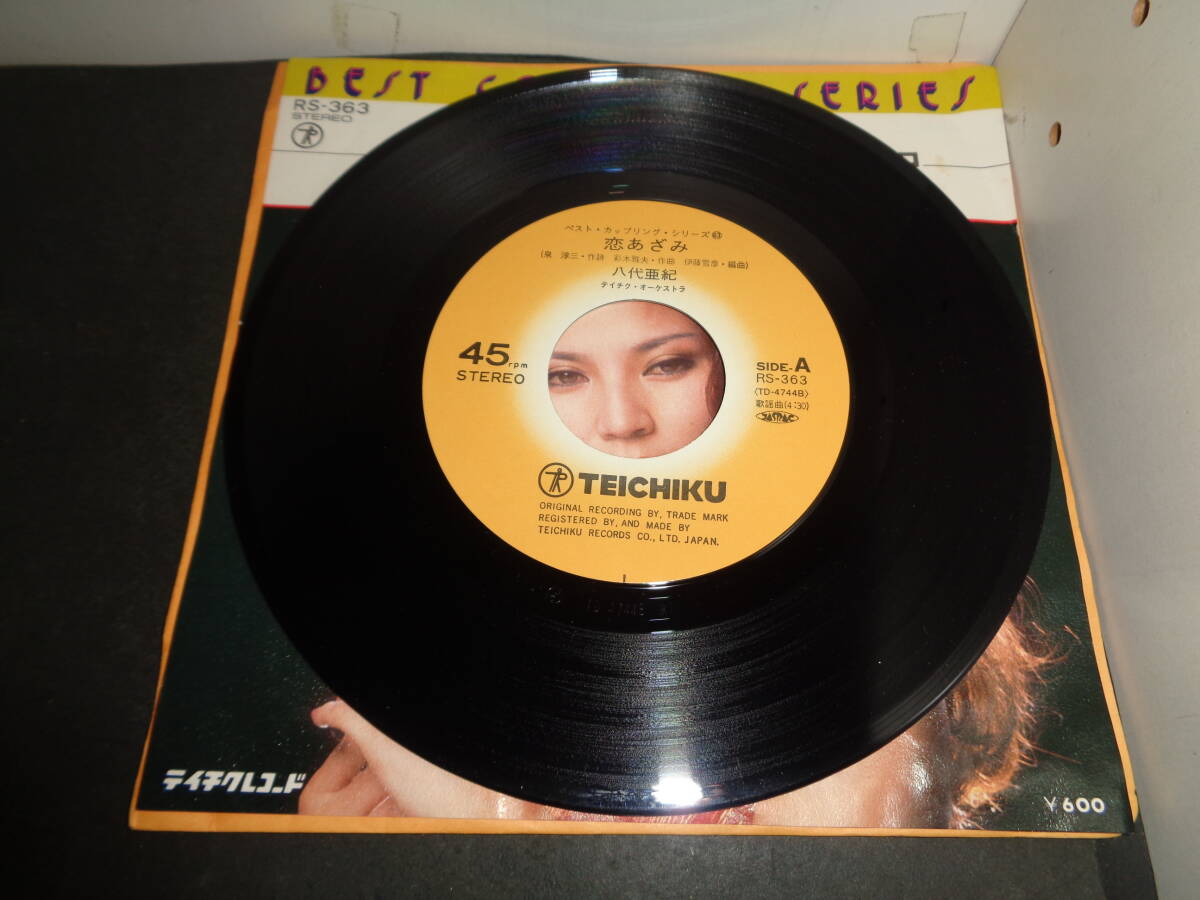 BEST SERIES
RS-363
STEREO
ベスト・カップリング・シリーズ63
恋あざみ
(泉 淳三・作詩 彩木雅夫・作曲 伊藤雪彦・編曲)
八代亜紀
テイチク・オーケストラ
45rpm
STEREO
SIDE-A
RS-363
〈TD-4744B〉
歌謡曲(4:30)
JASRAC
TEICHIKU
ORIGINAL RECORDING BY, TRADE MARK
REGISTERED BY, AND MADE BY
TEICHIKU RECORDS CO., LTD. JAPAN.
テイチクレコード
¥600